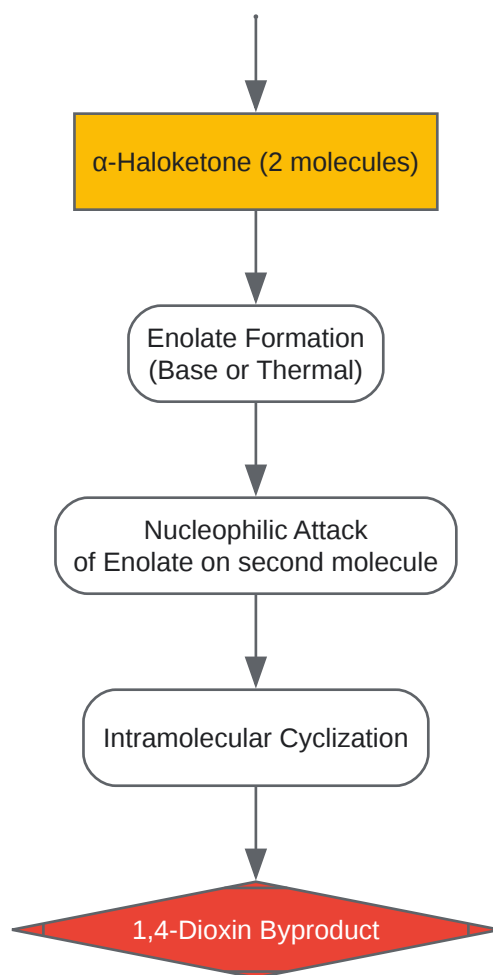 α-Haloketone (2 molecules)
Enolate Formation
(Base or Thermal)
Nucleophilic Attack
of Enolate on second molecule
Intramolecular Cyclization
1,4-Dioxin Byproduct